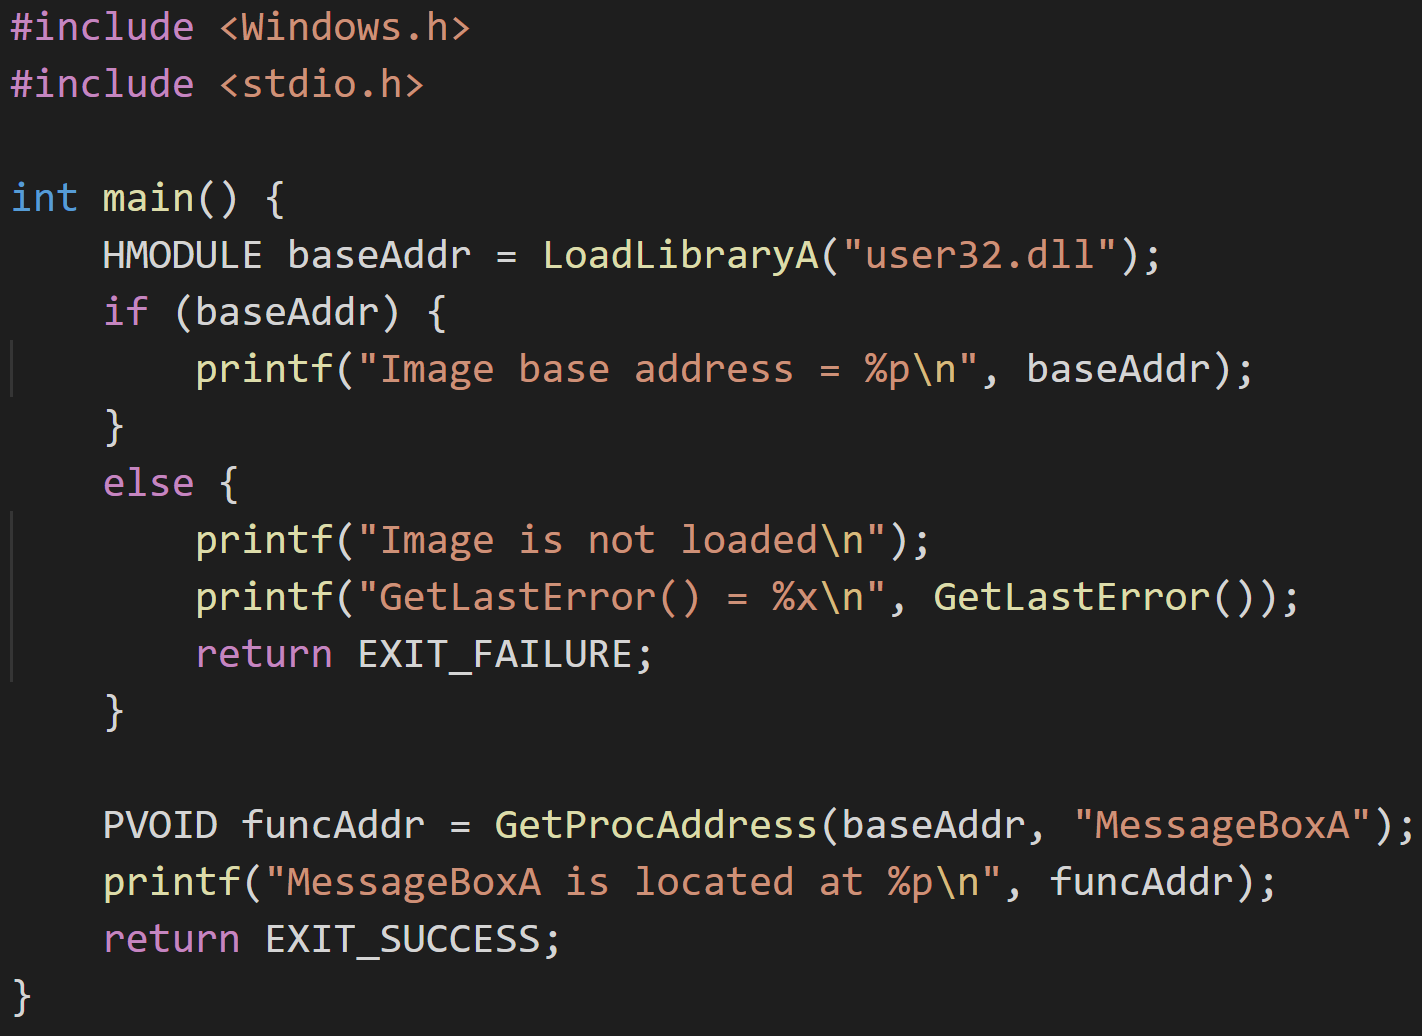 #include <Windows.h>
#include <stdio.h>

int main() {
    HMODULE baseAddr = LoadLibraryA("user32.dll");
    if (baseAddr) {
        printf("Image base address = %p\n", baseAddr);
    }
    else {
        printf("Image is not loaded\n");
        printf("GetLastError() = %x\n", GetLastError());
        return EXIT_FAILURE;
    }

    PVOID funcAddr = GetProcAddress(baseAddr, "MessageBoxA");
    printf("MessageBoxA is located at %p\n", funcAddr);
    return EXIT_SUCCESS;
}